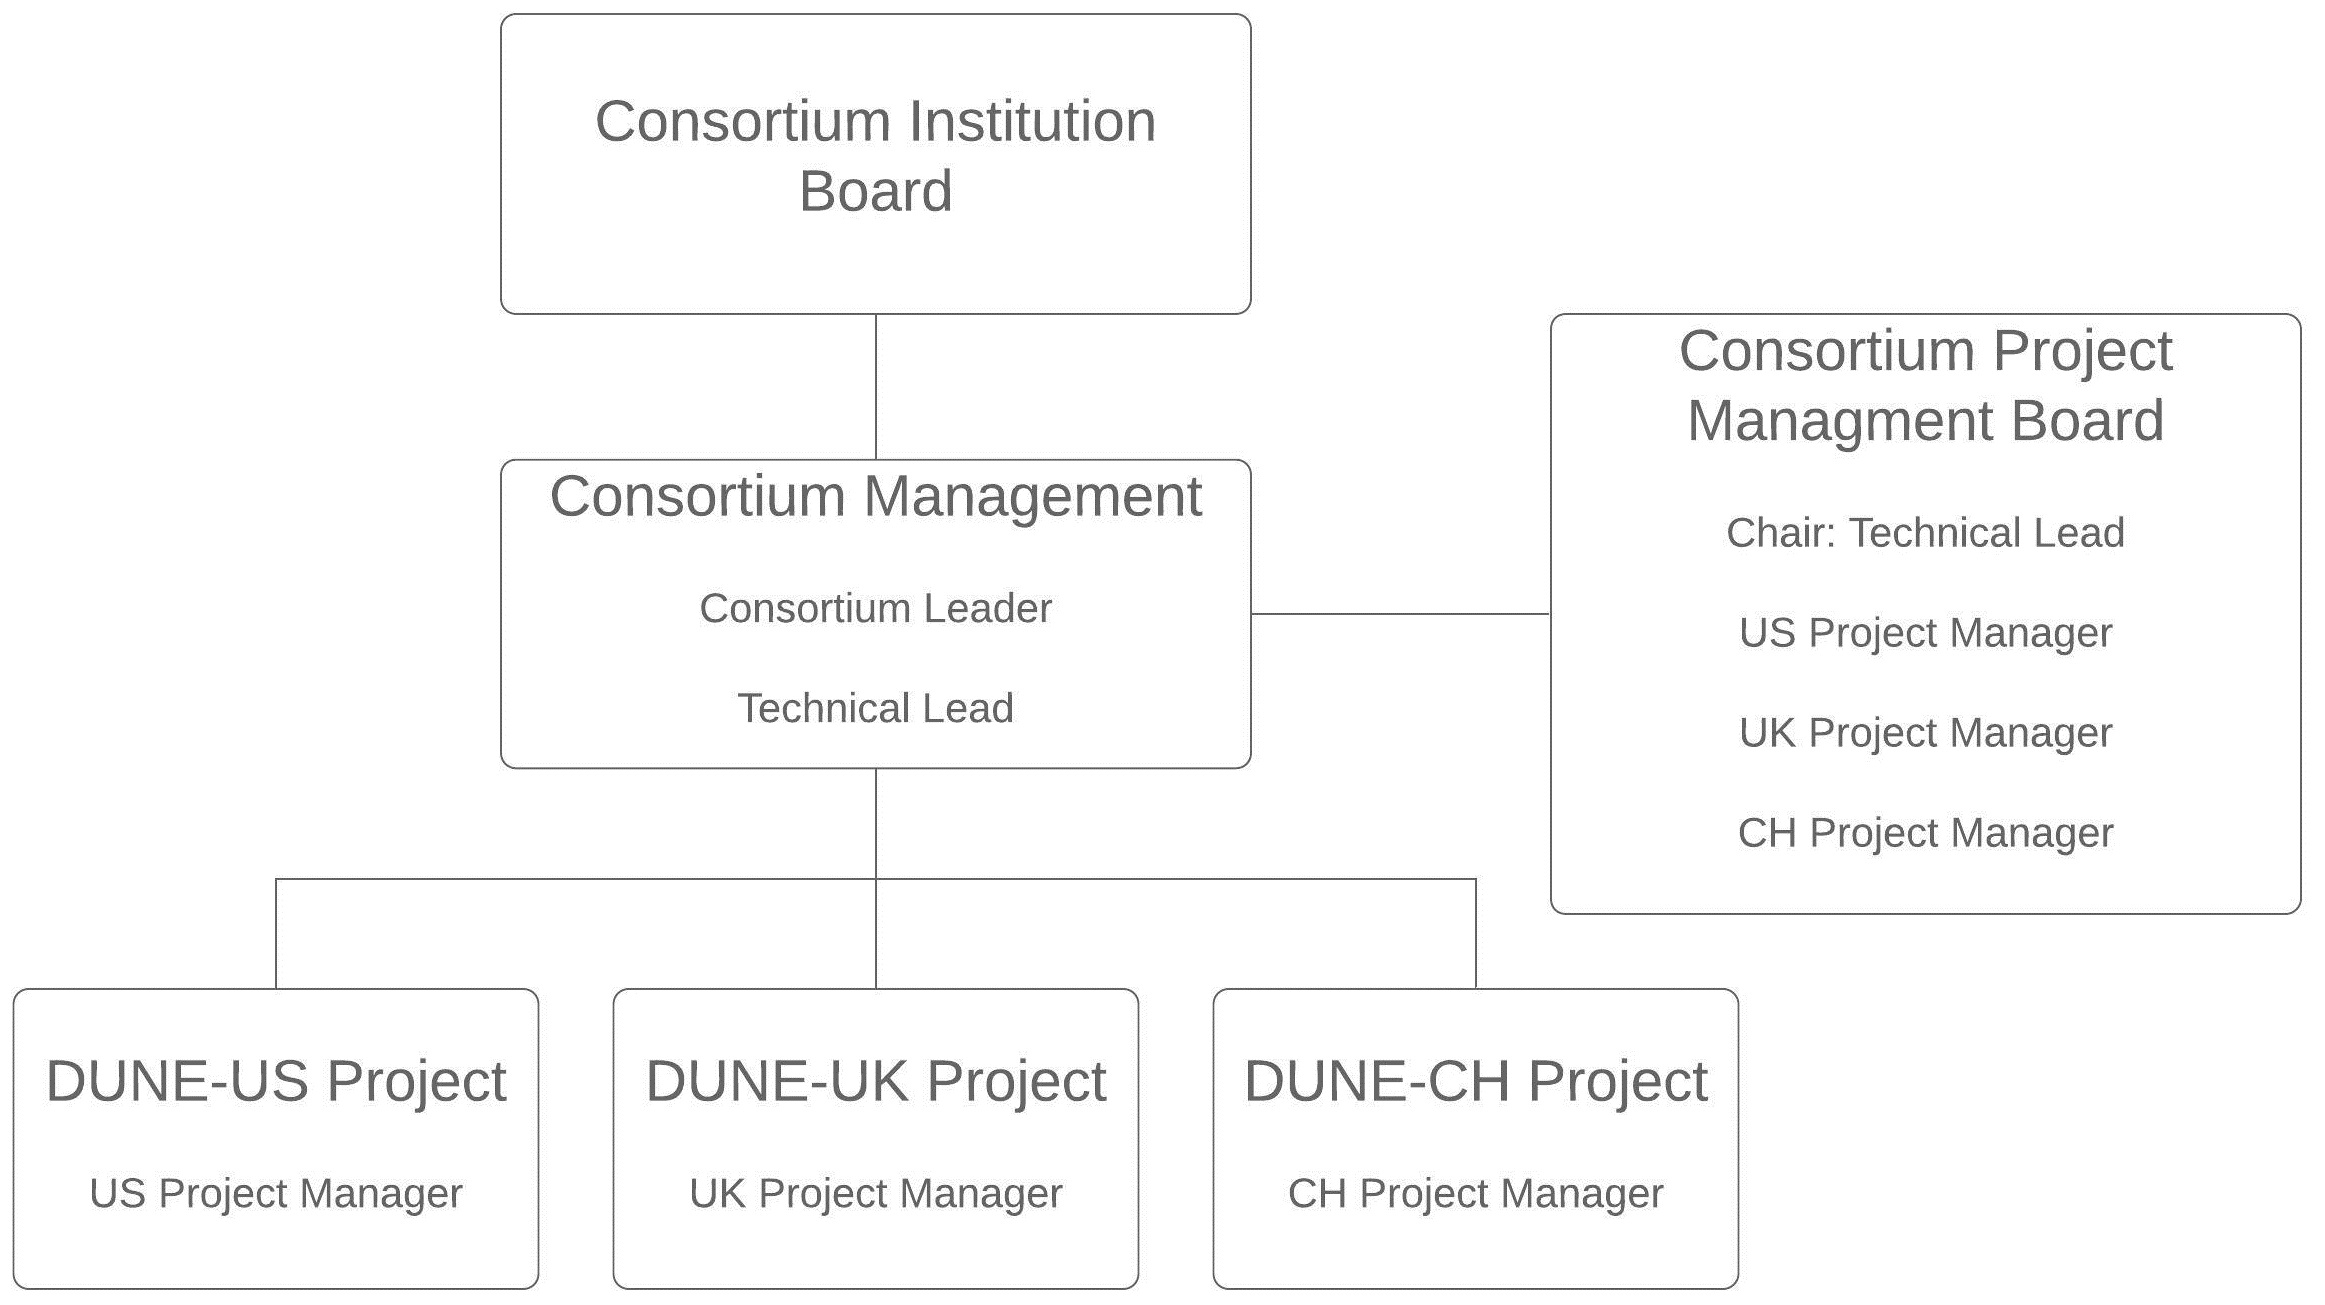 Consortium Institution
Board
Consortium Management
Consortium Leader
Technical Lead
Consortium Project
Managment Board
Chair: Technical Lead
US Project Manager
UK Project Manager
CH Project Manager
DUNE-US Project
US Project Manager
DUNE-UK Project
UK Project Manager
DUNE-CH Project
CH Project Manager